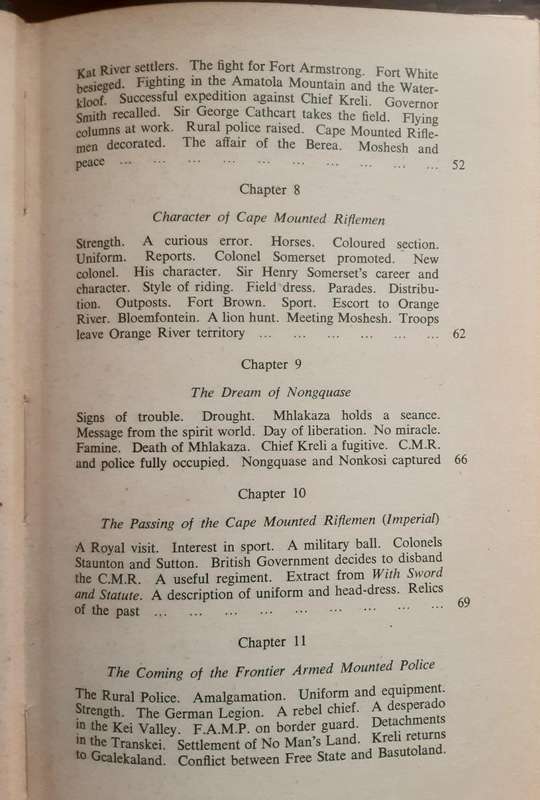 Kat River settlers. The fight for Fort Armstrong. Fort White
besieged. Fighting in the Amatola Mountain and the Water-
kloof. Successful expedition against Chief Kreli. Governor
Smith recalled. Sir George Cathcart takes the field. Flying
columns at work. Rural police raised. Cape Mounted Rifle-
men decorated. The affair of the Berea. Moshesh and
peace ... ... ... ... ... ... ... ... ... ... 52
Chapter 8
Character of Cape Mounted Riflemen
Strength. A curious error. Horses. Coloured section.
Uniform. Reports. Colonel Somerset promoted. New
colonel. His character. Sir Henry Somerset's career and
character. Style of riding. Field dress. Parades. Distribu-
tion. Outposts. Fort Brown. Sport. Escort to Orange
River. Bloemfontein. A lion hunt. Meeting Moshesh. Troops
leave Orange River territory ... ... ... ... ... ... 62
Chapter 9
The Dream of Nongquase
Signs of trouble. Drought. Mhlakaza holds a seance.
Message from the spirit world. Day of liberation. No miracle.
Famine. Death of Mhlakaza. Chief Kreli a fugitive. C.M.R.
and police fully occupied. Nongquase and Nonkosi captured 66
Chapter 10
The Passing of the Cape Mounted Riflemen (Imperial)
A Royal visit. Interest in sport. A military ball. Colonels
Staunton and Sutton. British Government decides to disband
the C.M.R. A useful regiment. Extract from With Sword
and Statute. A description of uniform and head-dress. Relics
of the past ... ... ... ... ... ... ... ... ... 69
Chapter 11
The Coming of the Frontier Armed Mounted Police
The Rural Police. Amalgamation. Uniform and equipment.
Strength. The German Legion. A rebel chief. A desperado
in the Kei Valley. F.A.M.P. on border guard. Detachments
in the Transkei. Settlement of No Man's Land. Kreli returns
to Gcalekaland. Conflict between Free State and Basutoland.